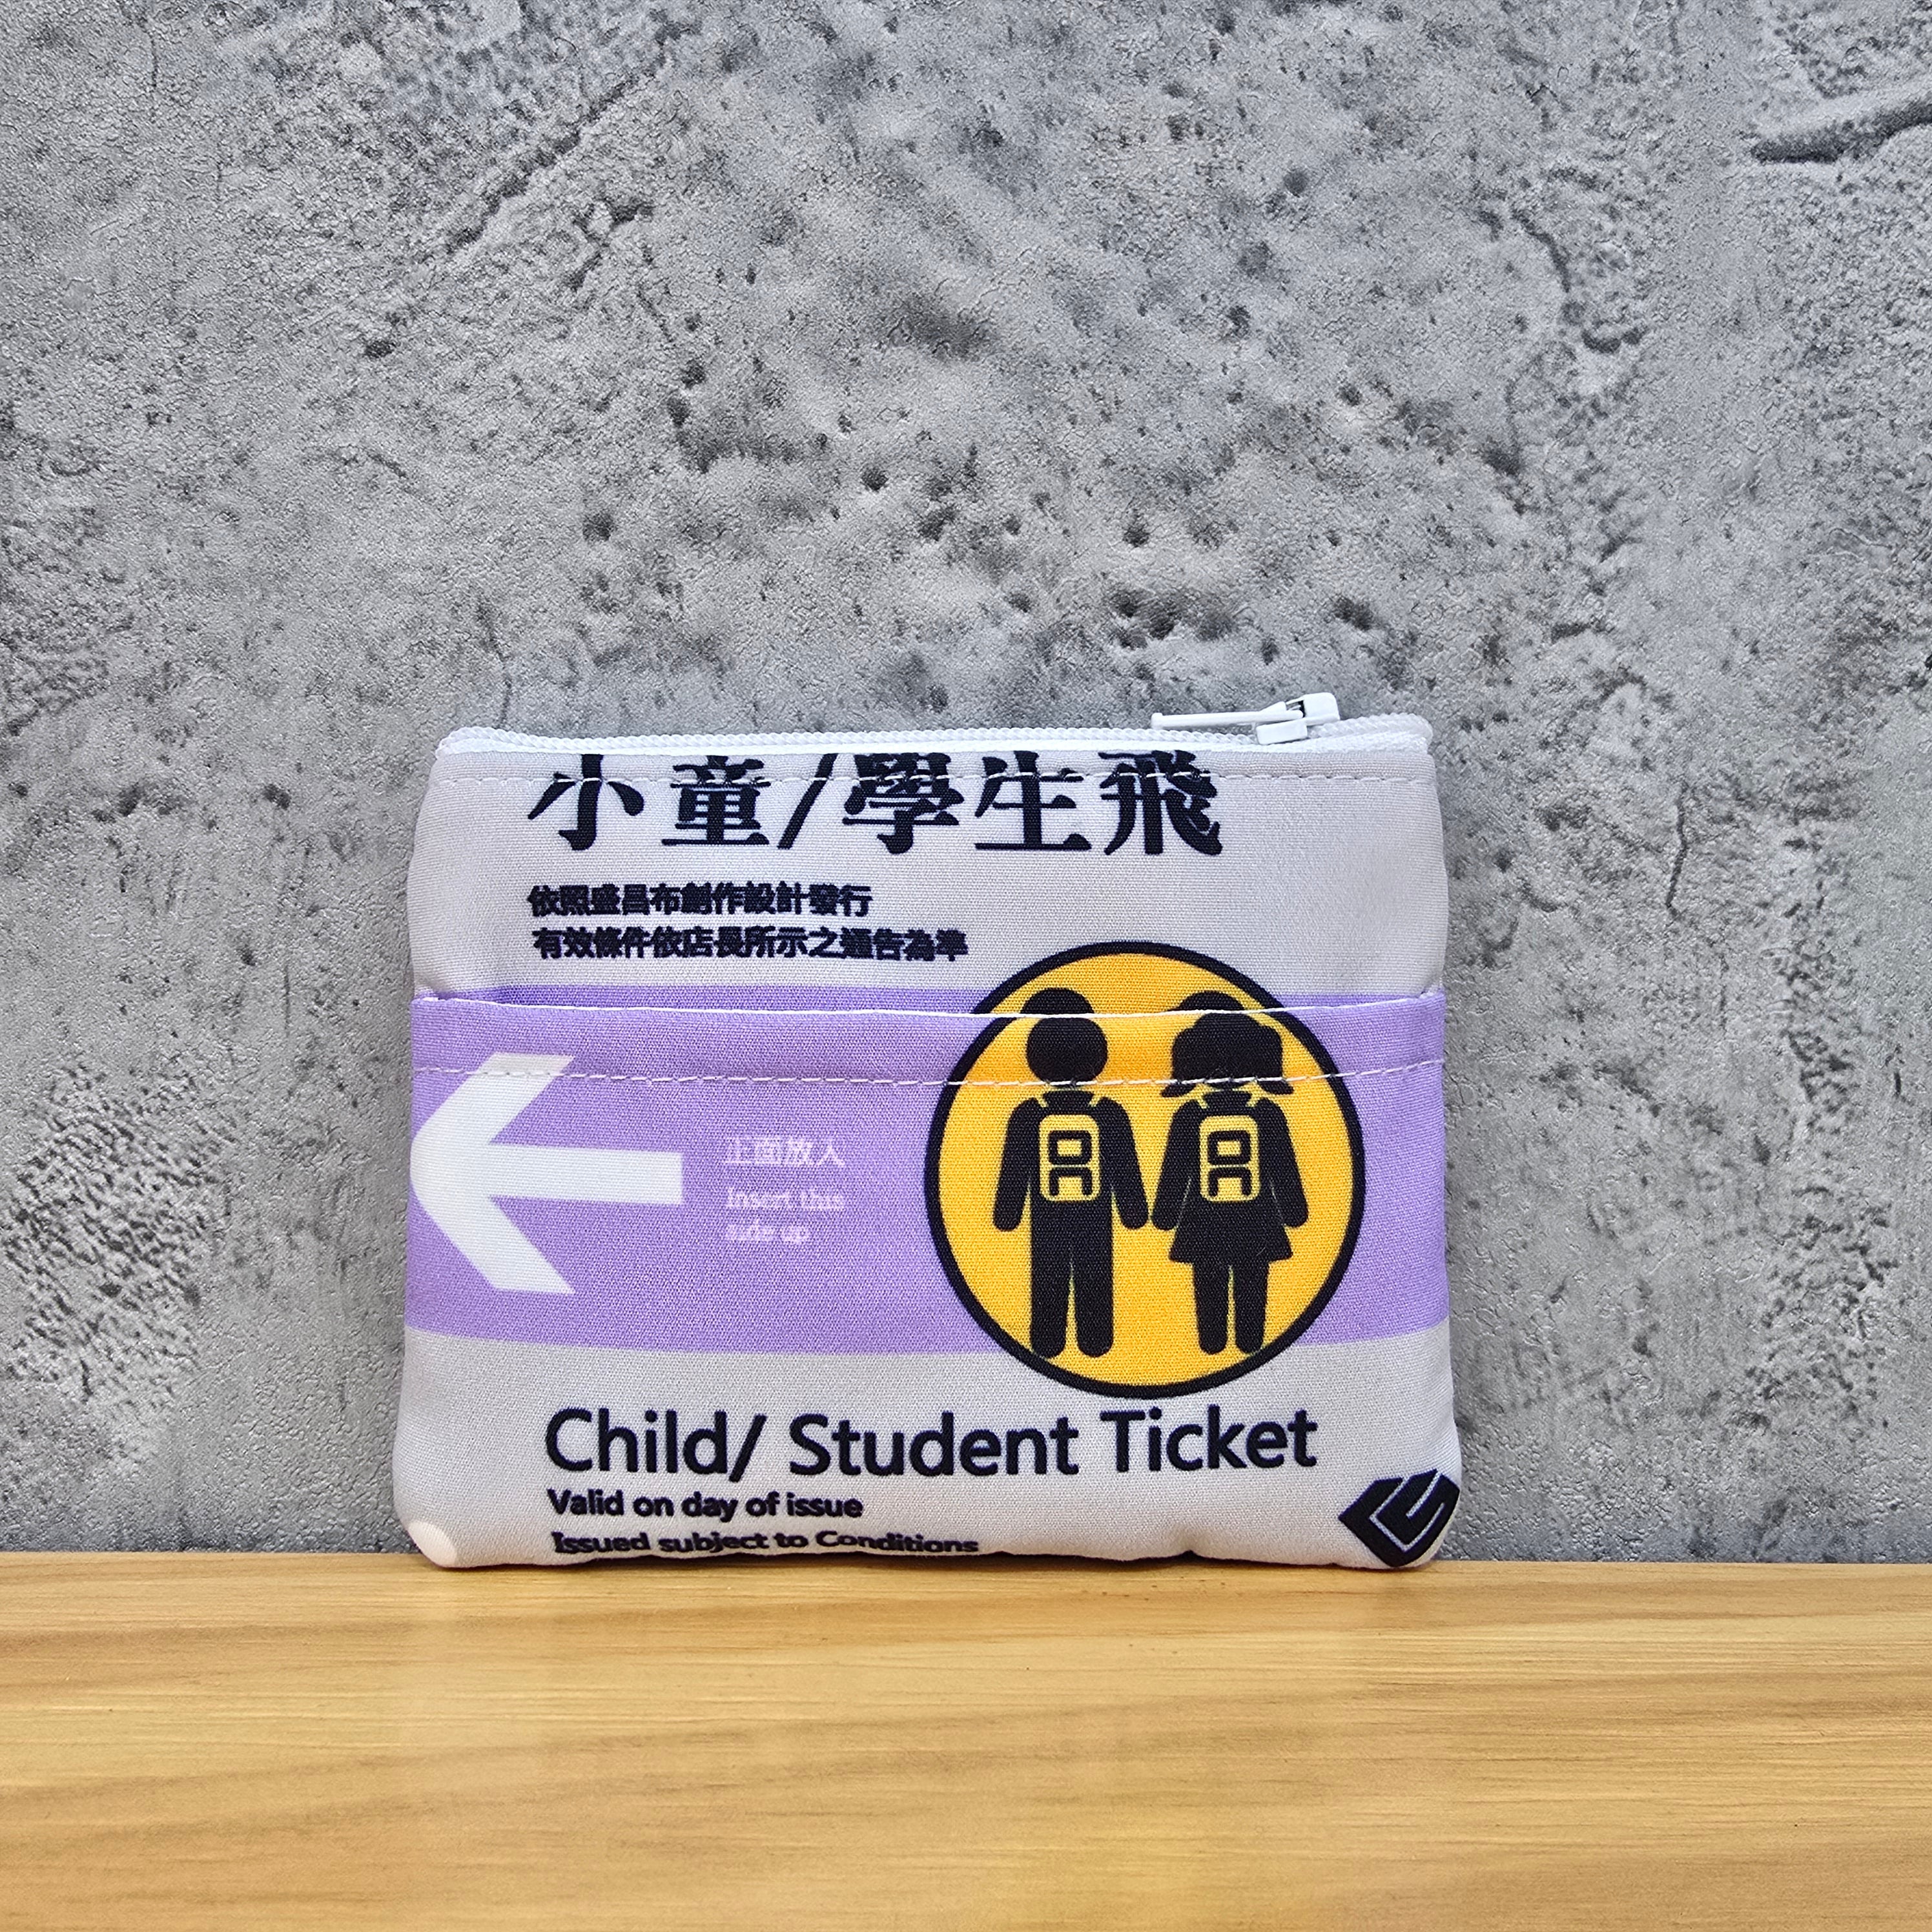 小童/學生飛
依照盛昌布創作設計發行
有效條件依店長所示之通告為準
正面放入
Insert this
side up
Child/ Student Ticket
Valid on day of issue
Issued subject to Conditions